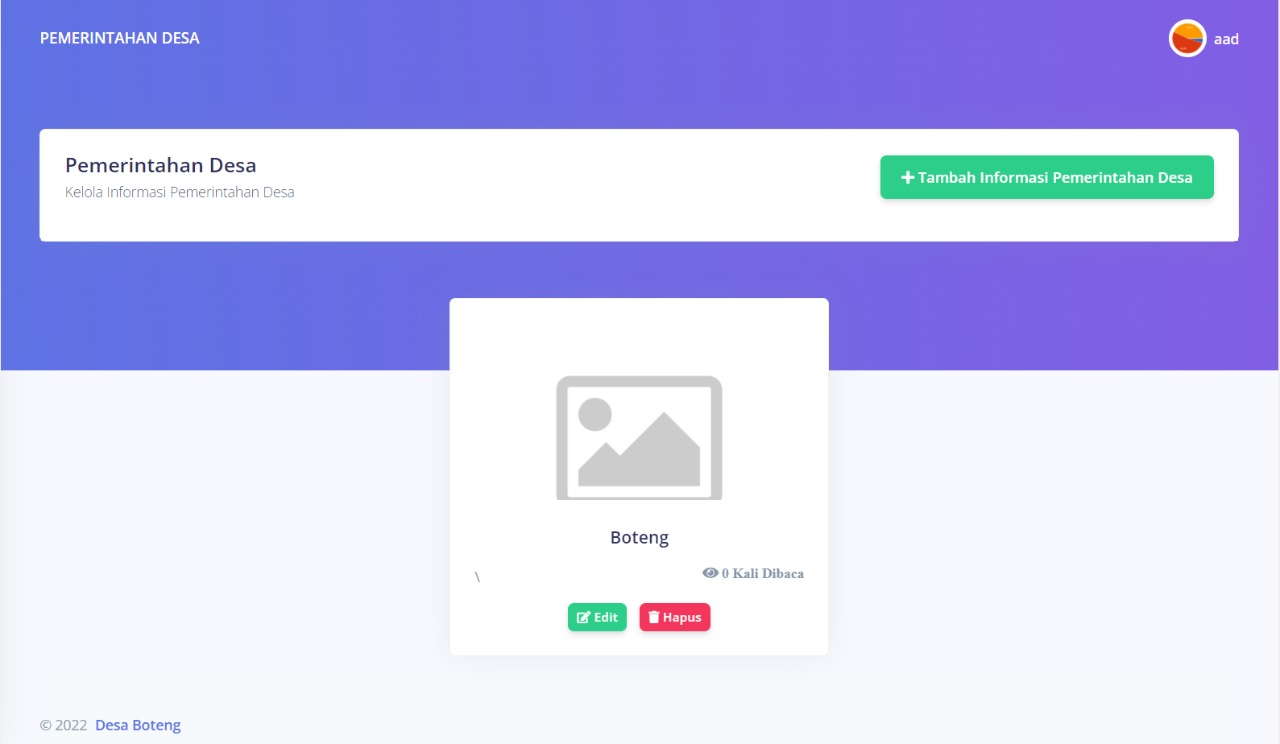 PEMERINTAHAN DESA
aad
Pemerintahan Desa
Kelola Informasi Pemerintahan Desa
Tambah Informasi Pemerintahan Desa
Boteng
\
0 Kali Dibaca
Edit
Hapus
© 2022 Desa Boteng